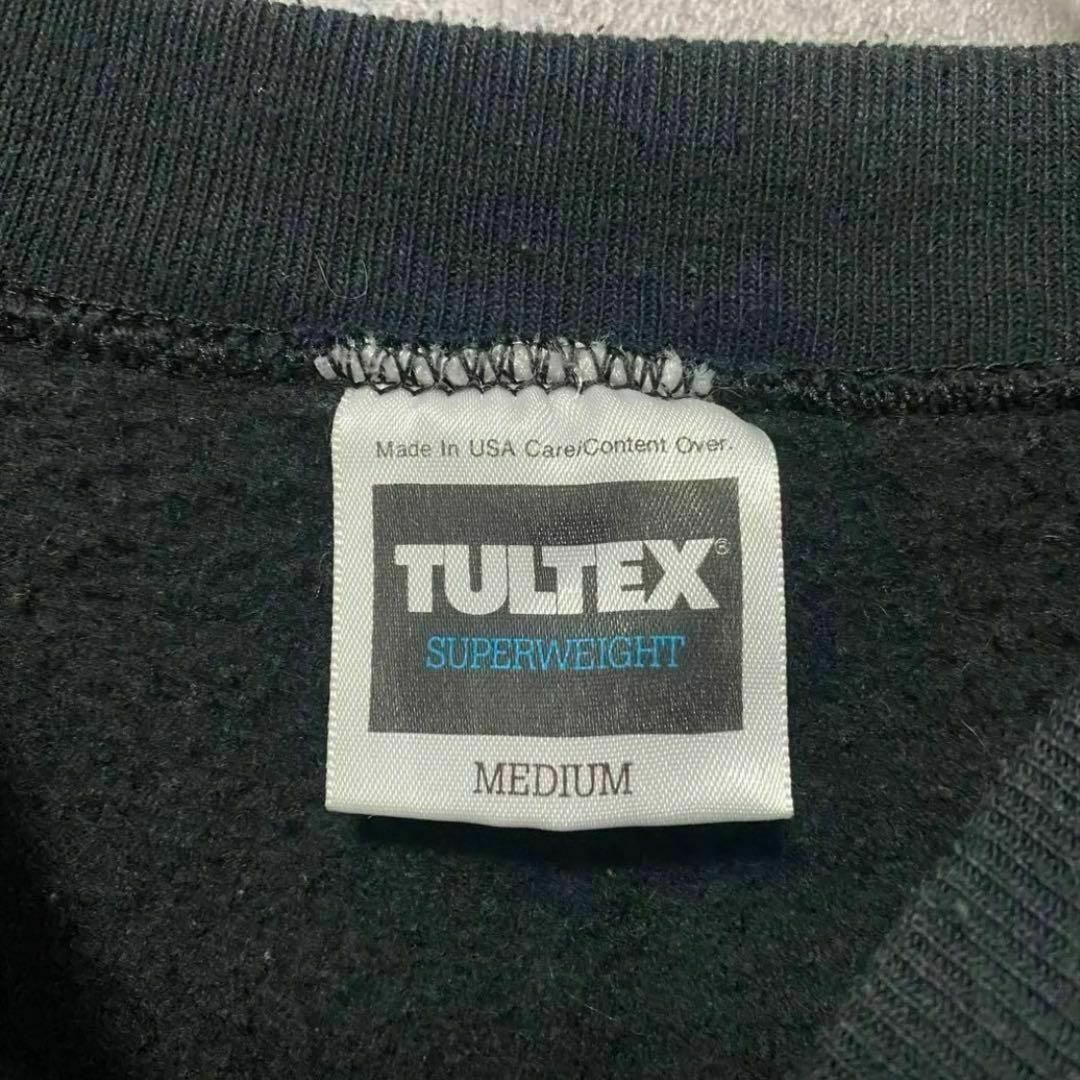 Made In USA Care/Content Over.
TULTEX®
SUPERWEIGHT
MEDIUM